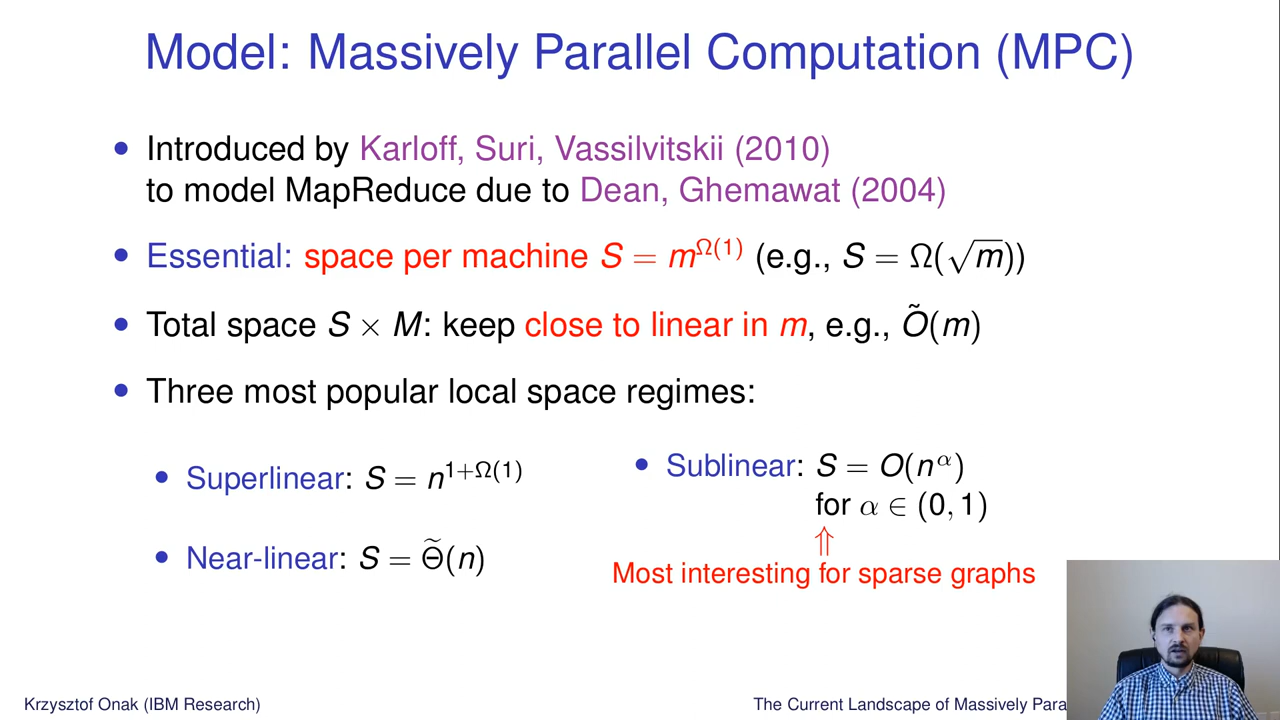 Model: Massively Parallel Computation (MPC)
• Introduced by Karloff, Suri, Vassilvitskii (2010)
to model MapReduce due to Dean, Ghemawat (2004)
• Essential: space per machine S = m^Ω(1) (e.g., S = Ω(√m))
• Total space S × M: keep close to linear in m, e.g., Õ(m)
• Three most popular local space regimes:
• Superlinear: S = n^1+Ω(1)
• Near-linear: S = Θ̃(n)
• Sublinear: S = O(n^α)
for α ∈ (0, 1)
⇑
Most interesting for sparse graphs
Krzysztof Onak (IBM Research)
The Current Landscape of Massively Para